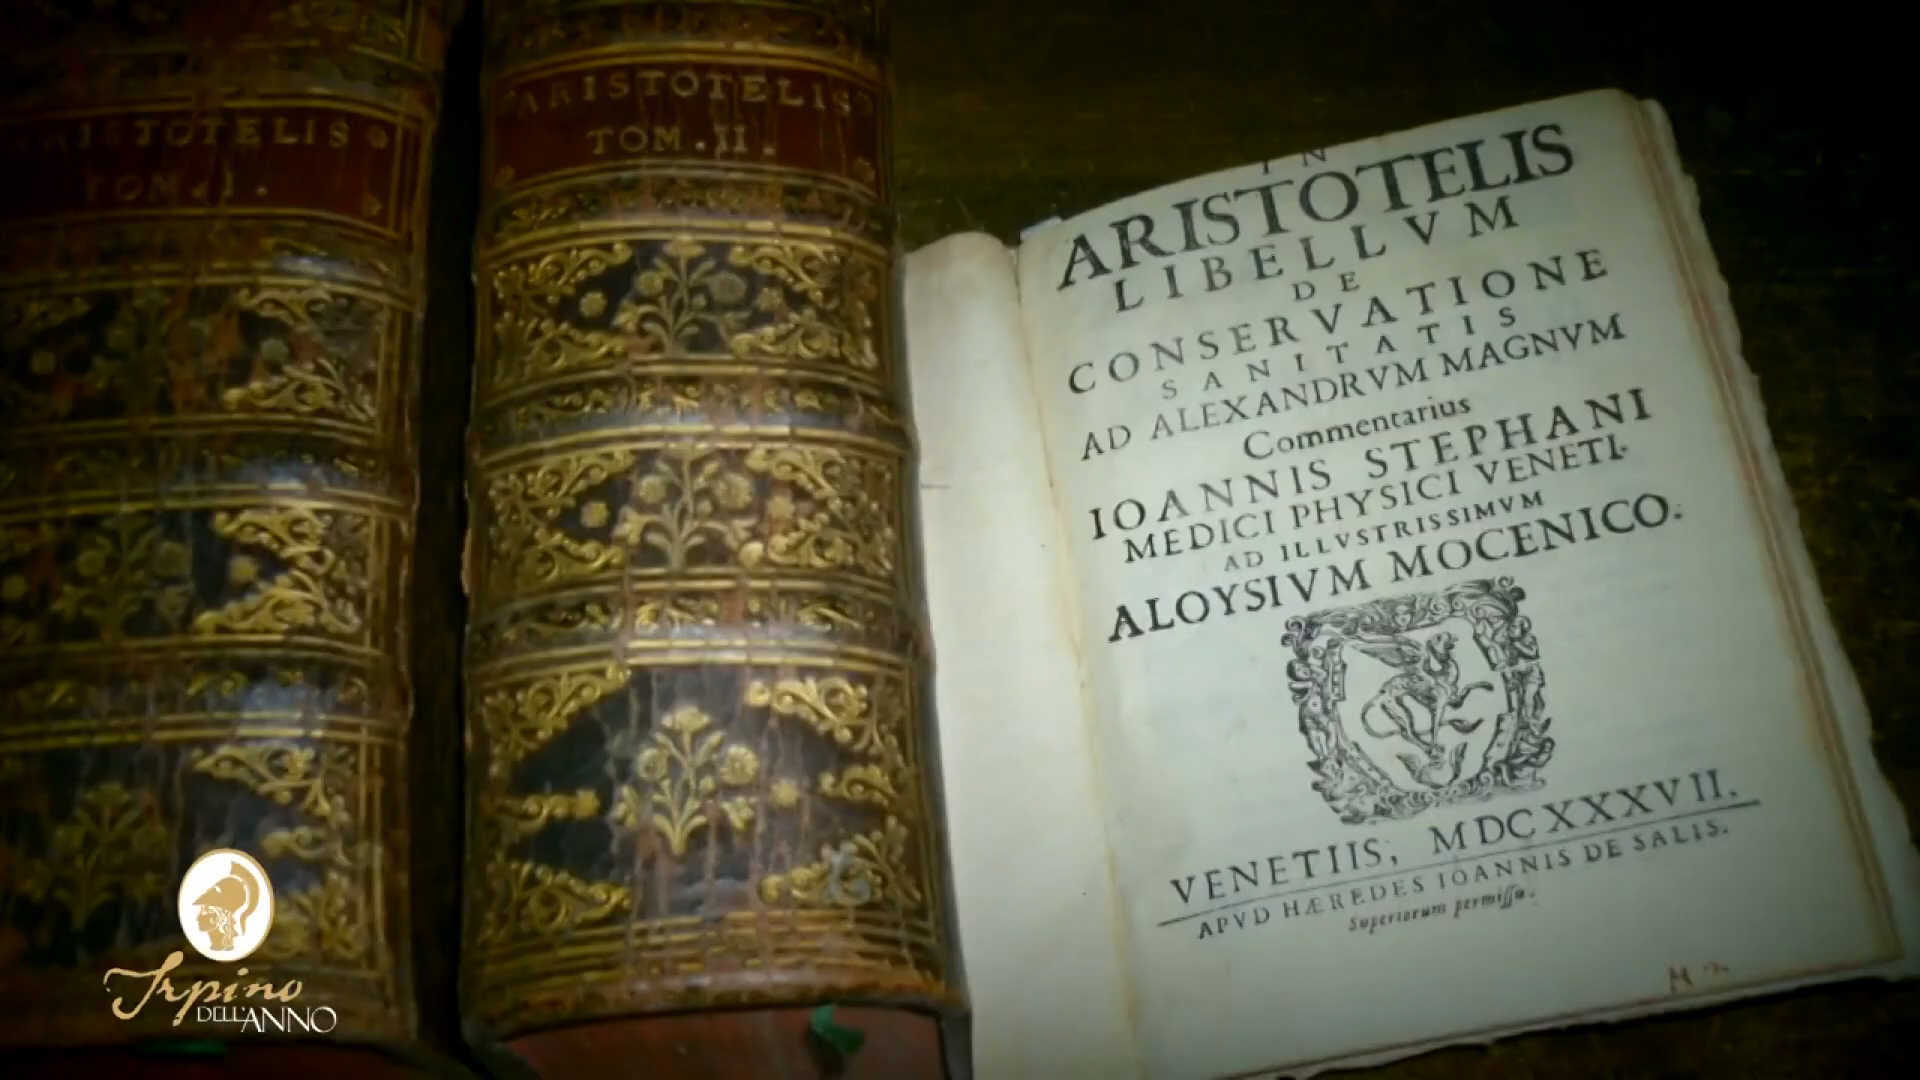 ARISTOTELIS
TOM. I.
ARISTOTELIS
TOM. II.
IN
ARISTOTELIS
LIBELLVM
DE
CONSERVATIONE
SANITATIS
AD ALEXANDRVM MAGNVM
Commentarius
IOANNIS STEPHANI
MEDICI PHYSICI VENETI.
AD ILLVSTRISSIMVM
ALOYSIVM MOCENICO.
VENETIIS, MDCXXXVII.
APVD HÆREDES IOANNIS DE SALIS.
Superiorum permissu.
Irpino
DELL'ANNO